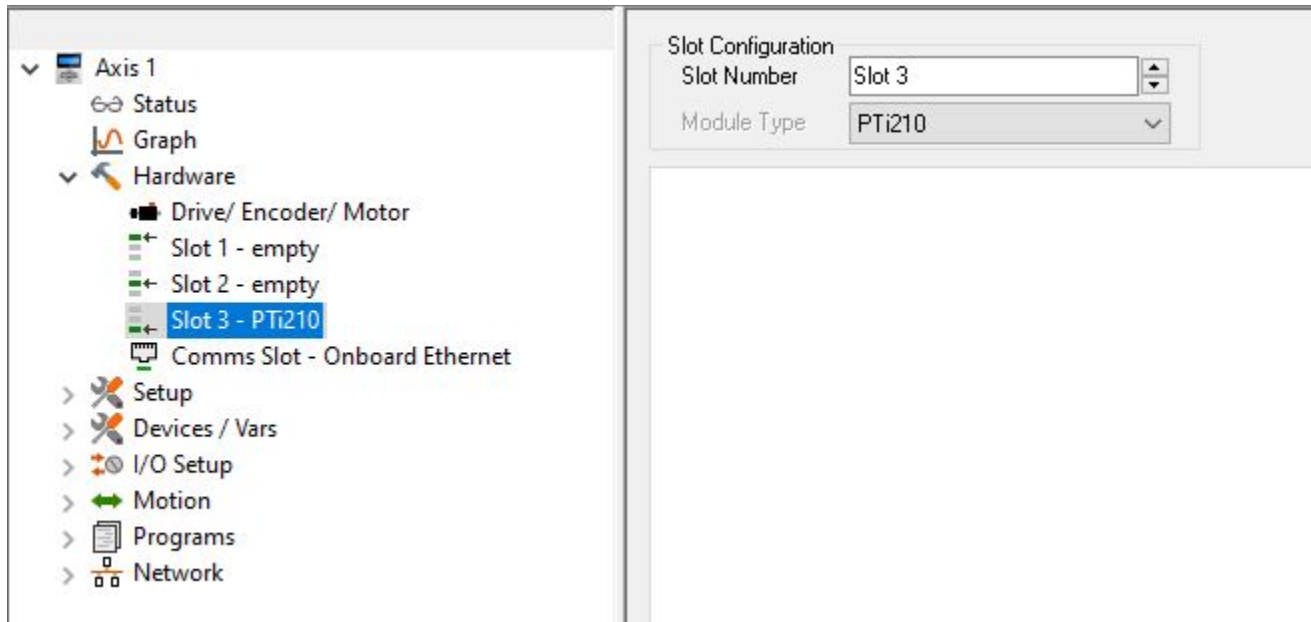 Axis 1
Status
Graph
Hardware
Drive/ Encoder/ Motor
Slot 1 - empty
Slot 2 - empty
Slot 3 - PTi210
Comms Slot - Onboard Ethernet
Setup
Devices / Vars
I/O Setup
Motion
Programs
Network
Slot Configuration
Slot Number Slot 3
Module Type PTi210